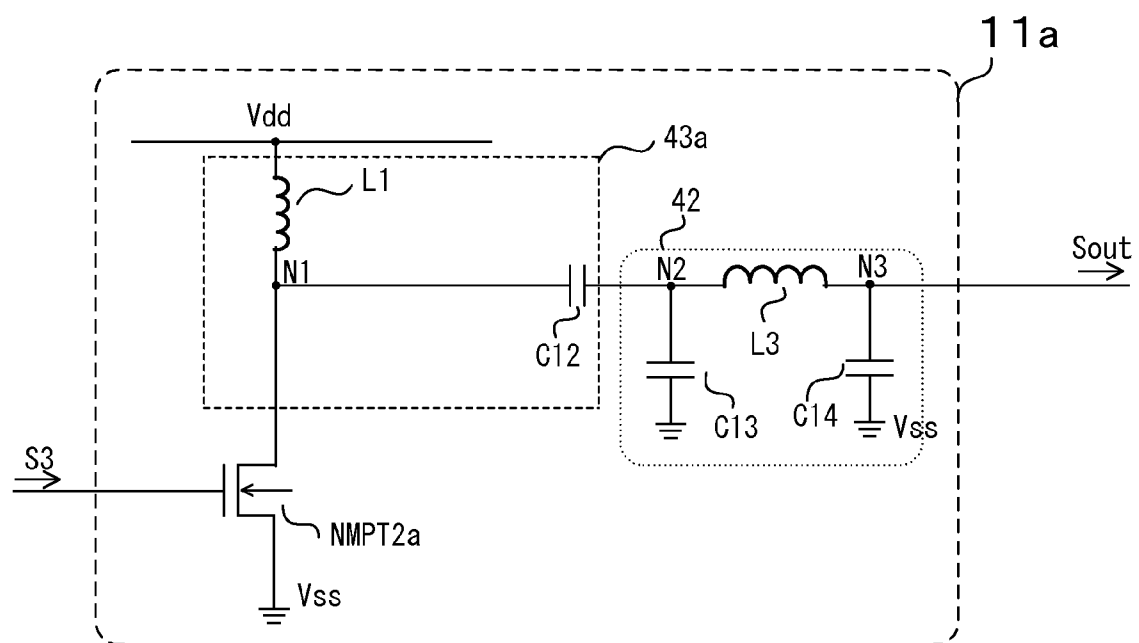 11a
Vdd
43a
L1
42
N1
N2
N3
Sout
C12
L3
C13
C14
Vss
S3
NMPT2a
Vss